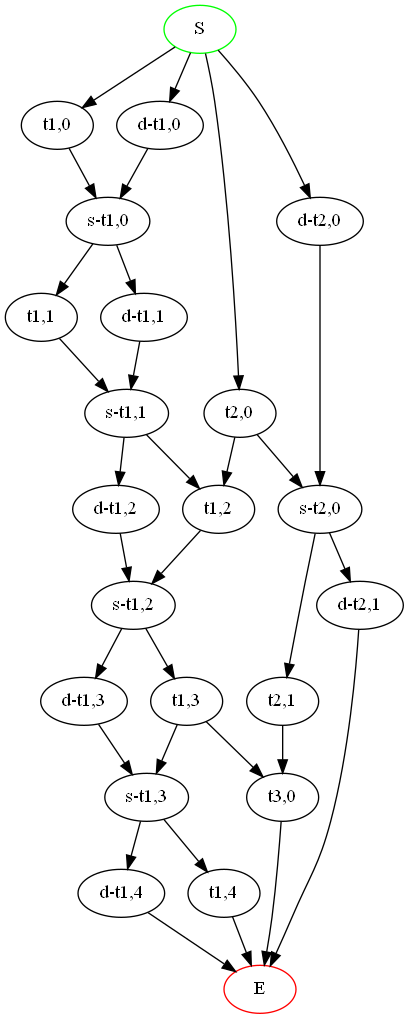 S
t1,0
d-t1,0
s-t1,0
d-t2,0
t1,1
d-t1,1
s-t1,1
t2,0
d-t1,2
t1,2
s-t2,0
s-t1,2
d-t2,1
d-t1,3
t1,3
t2,1
s-t1,3
t3,0
d-t1,4
t1,4
E